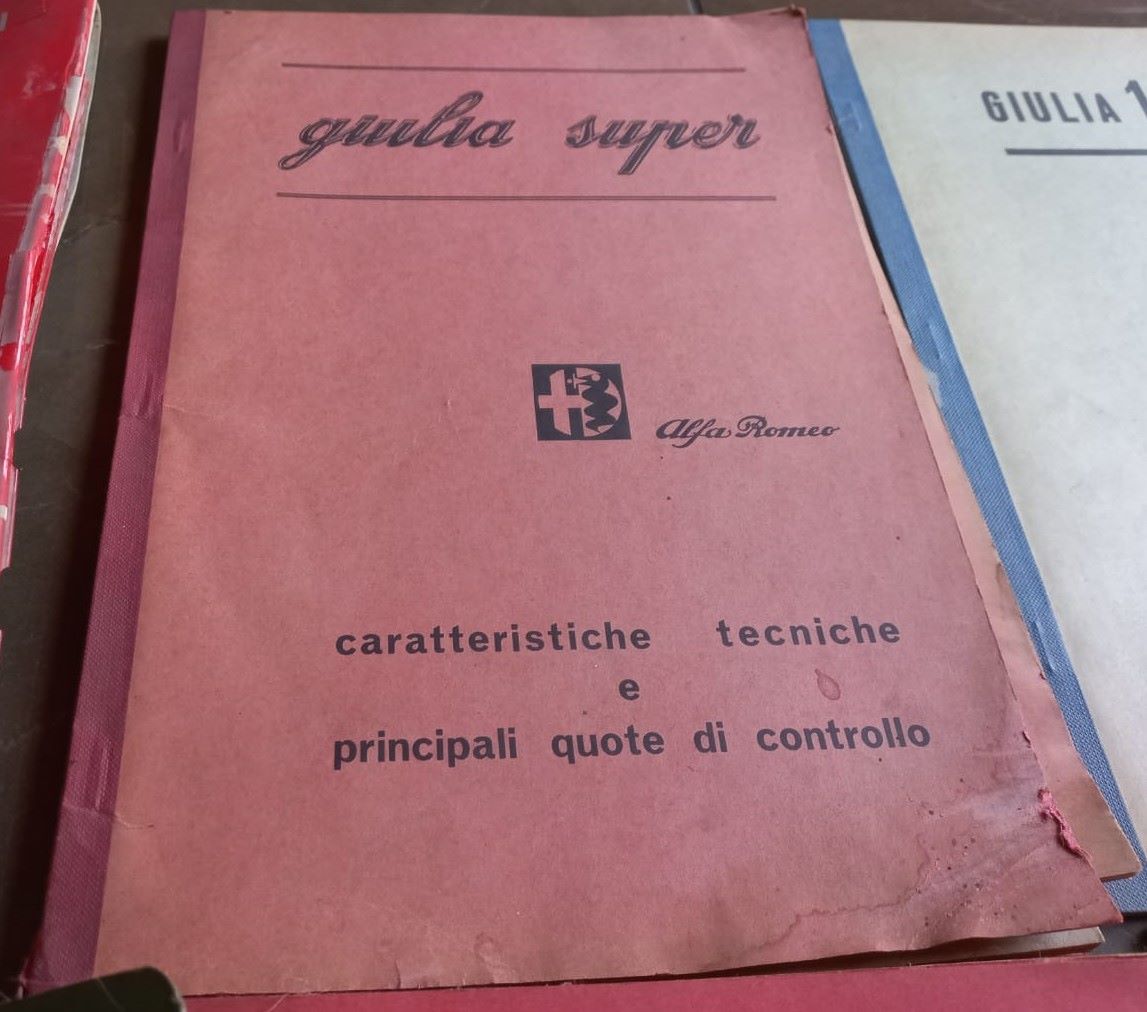 giulia super
Alfa Romeo
caratteristiche tecniche
e
principali quote di controllo
GIULIA 1